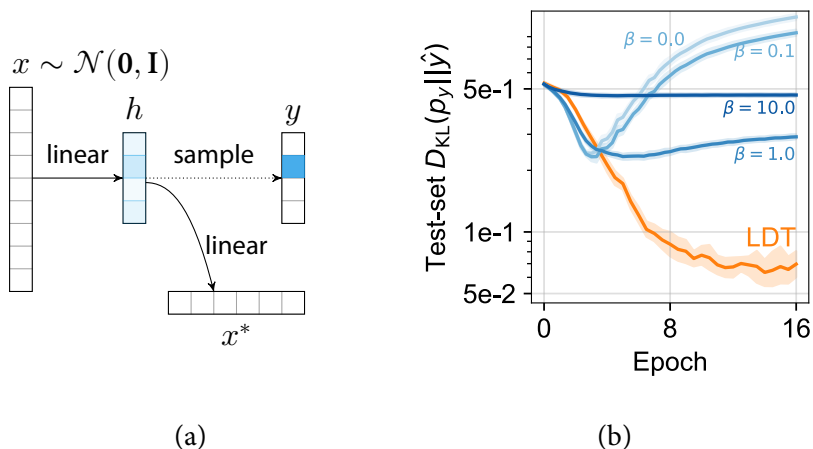 x ∼ 𝒩(𝟎, 𝐈)
h
y
linear
sample
linear
x*
(a)
Test-set D_KL(p_y||ŷ)
5e-1
1e-1
5e-2
β = 0.0
β = 0.1
β = 10.0
β = 1.0
LDT
0
8
16
Epoch
(b)